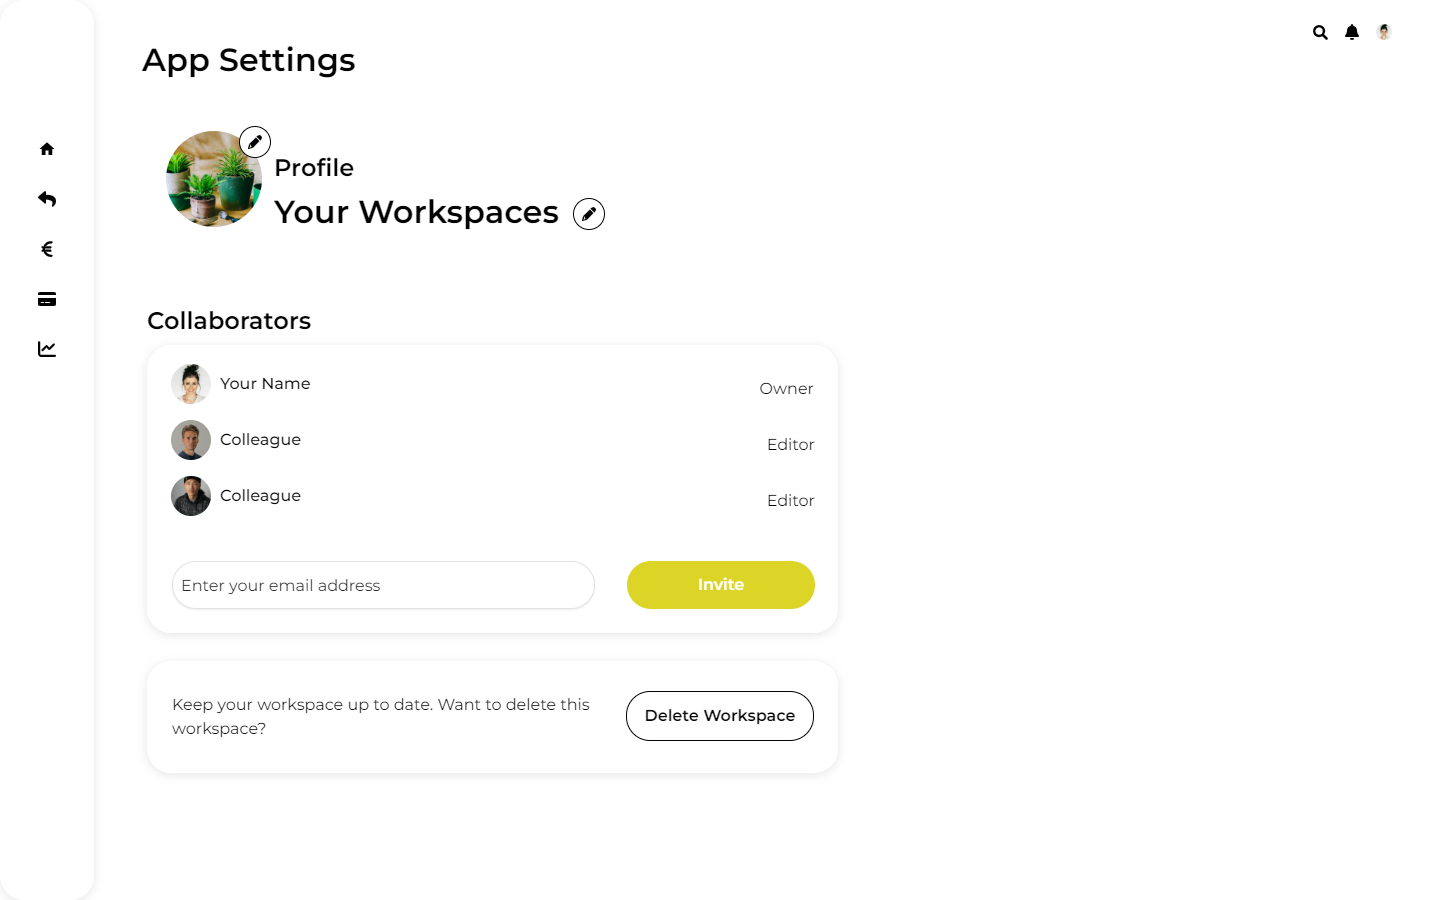 App Settings
Profile
Your Workspaces
Collaborators
Your Name
Owner
Colleague
Editor
Colleague
Editor
Enter your email address
Invite
Keep your workspace up to date. Want to delete this
workspace?
Delete Workspace